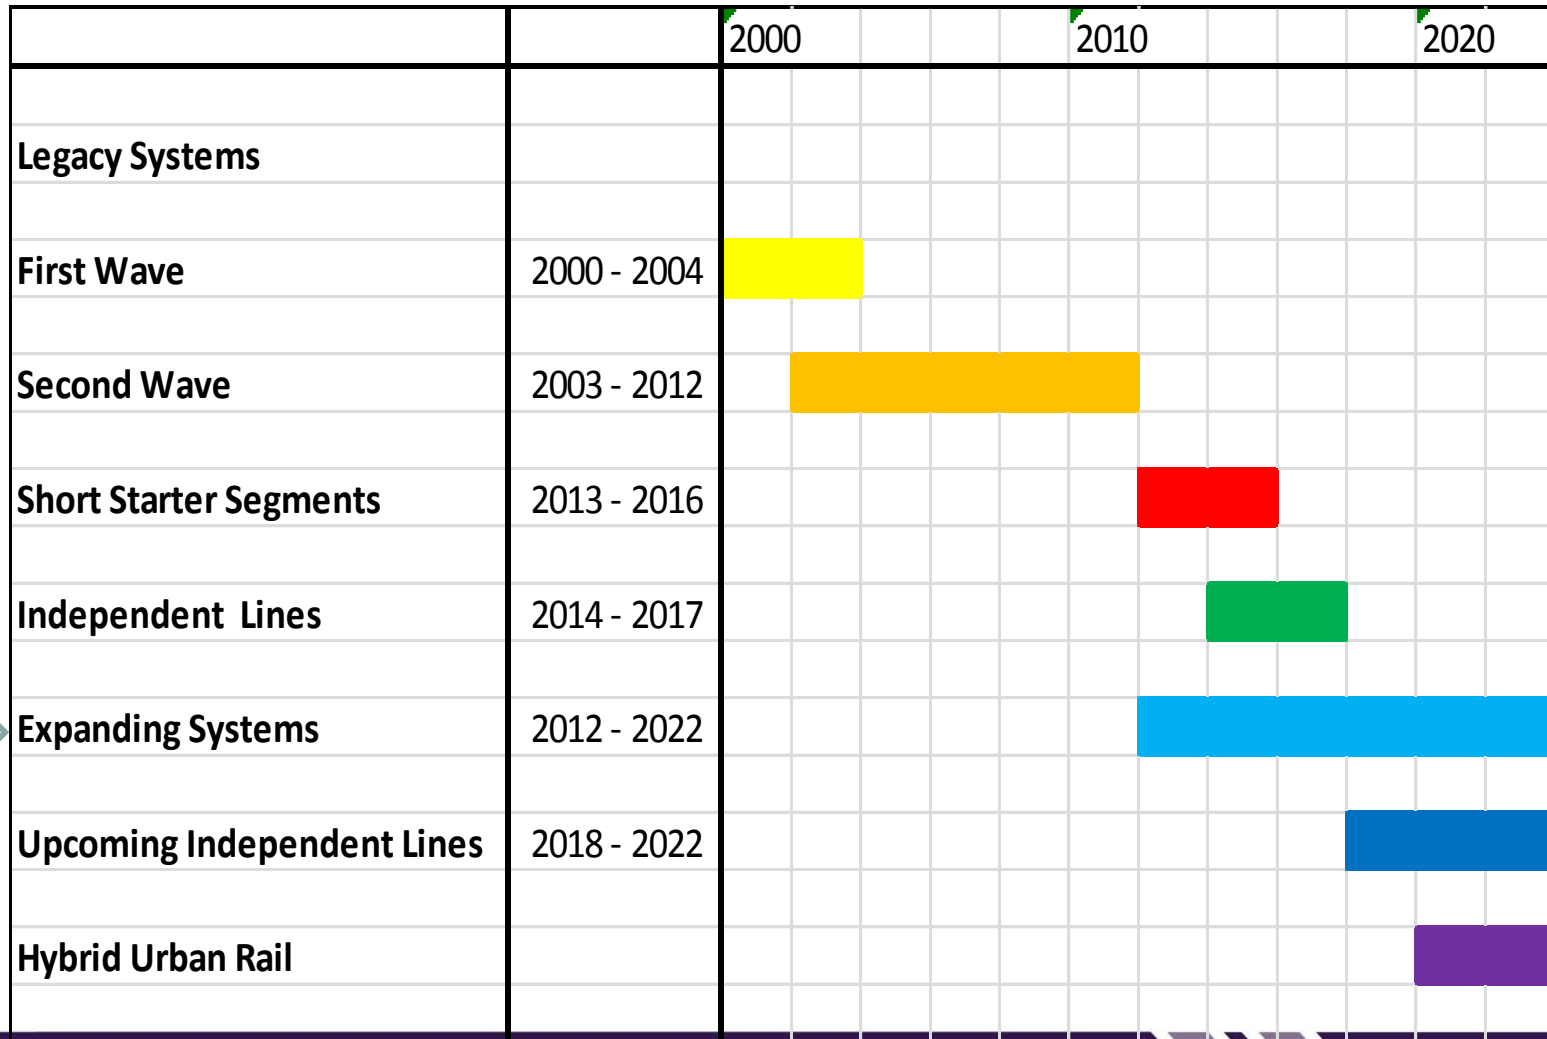 2000 2010 2020
Legacy Systems
First Wave 2000 - 2004
Second Wave 2003 - 2012
Short Starter Segments 2013 - 2016
Independent Lines 2014 - 2017
Expanding Systems 2012 - 2022
Upcoming Independent Lines 2018 - 2022
Hybrid Urban Rail